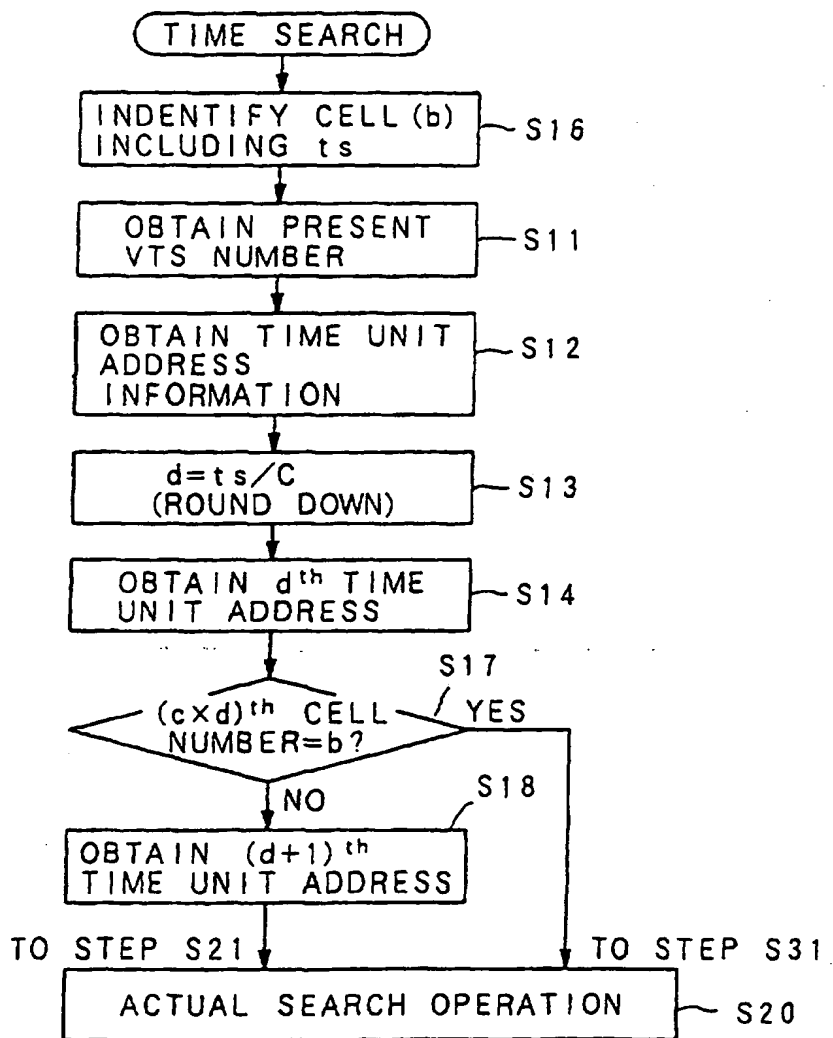 TIME SEARCH
INDENTIFY CELL (b)
INCLUDING ts
S16
OBTAIN PRESENT
VTS NUMBER
S11
OBTAIN TIME UNIT
ADDRESS
INFORMATION
S12
d=ts/C
(ROUND DOWN)
S13
OBTAIN dth TIME
UNIT ADDRESS
S14
S17
(c×d)th CELL
NUMBER=b?
YES
NO
S18
OBTAIN (d+1)th
TIME UNIT ADDRESS
TO STEP S21
TO STEP S31
ACTUAL SEARCH OPERATION
S20